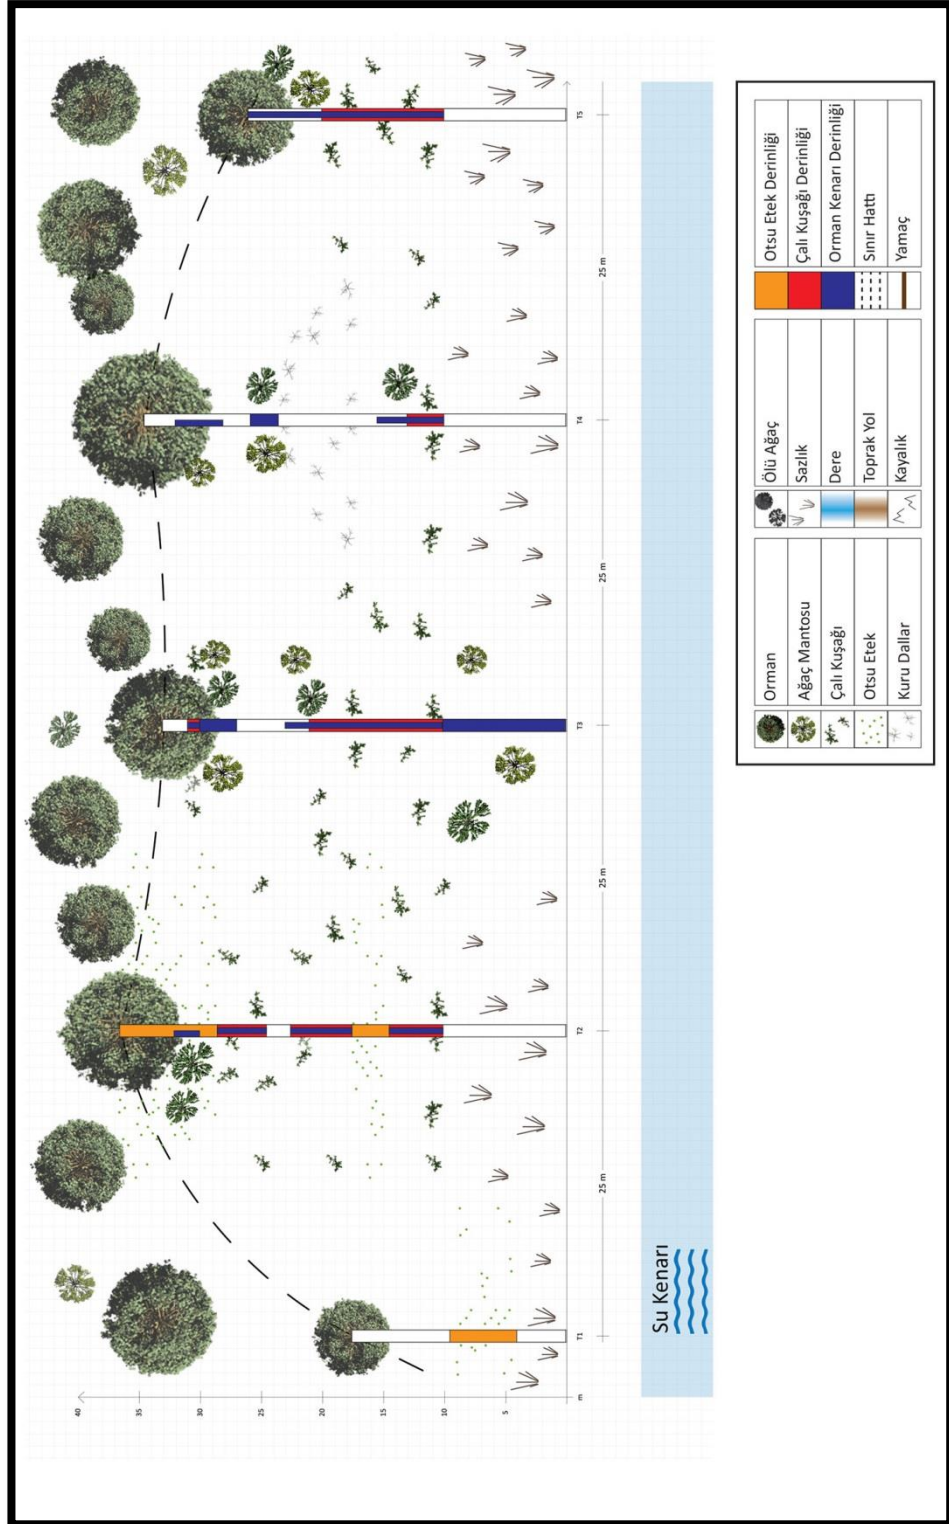 40
35
30
25
20
15
10
5
m
T1
25 m
T2
25 m
T3
25 m
T4
25 m
T5
Su Kenarı
Orman
Ağaç Mantosu
Çalı Kuşağı
Otsu Etek
Kuru Dallar
Ölü Ağaç
Sazlık
Dere
Toprak Yol
Kayalık
Otsu Etek Derinliği
Çalı Kuşağı Derinliği
Orman Kenarı Derinliği
Sınır Hattı
Yamaç